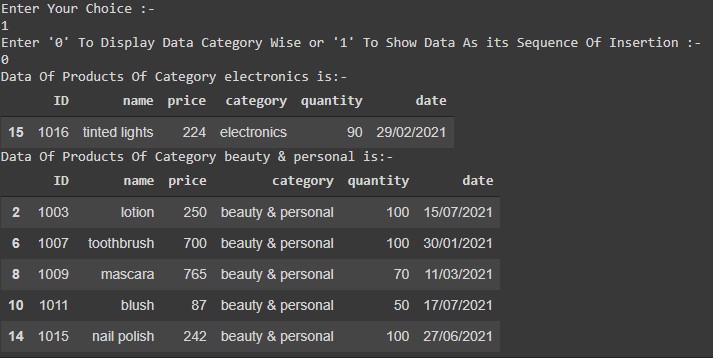 Enter Your Choice :-
1
Enter '0' To Display Data Category Wise or '1' To Show Data As its Sequence Of Insertion :-
0
Data Of Products Of Category electronics is:-
ID name price category quantity date
15 1016 tinted lights 224 electronics 90 29/02/2021
Data Of Products Of Category beauty & personal is:-
ID name price category quantity date
2 1003 lotion 250 beauty & personal 100 15/07/2021
6 1007 toothbrush 700 beauty & personal 100 30/01/2021
8 1009 mascara 765 beauty & personal 70 11/03/2021
10 1011 blush 87 beauty & personal 50 17/07/2021
14 1015 nail polish 242 beauty & personal 100 27/06/2021